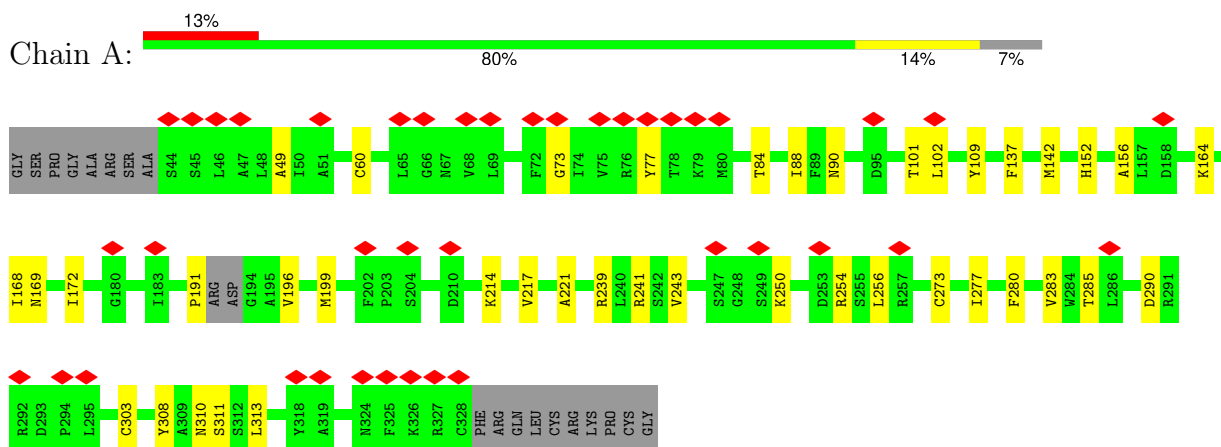 13%
Chain A:
80% 14% 7%
GLY SER PRO GLY ALA ARG SER ALA S44 S45 L46 A47 L48 A49 I50 A51 C60 L65 G66 N67 V68 L69 F72 G73 I74 V75 R76 Y77 T78 K79 M80 T84 I88 F89 N90 D95 T101 L102 Y109 F137 M142 H152 A156 L157 D158 K164
I168 N169 I172 G180 I183 P191 ARG ASP G194 A195 V196 M199 F202 P203 S204 D210 K214 V217 A221 R239 L240 R241 S242 V243 S247 G248 S249 K250 D253 R254 S255 L256 R257 C273 I277 F280 V283 W284 T285 L286 D290 R291
R292 D293 P294 L295 C303 Y308 A309 N310 S311 S312 L313 Y318 A319 N324 F325 K326 R327 C328 PHE ARG GLN LEU CYS ARG LYS PRO CYS GLY